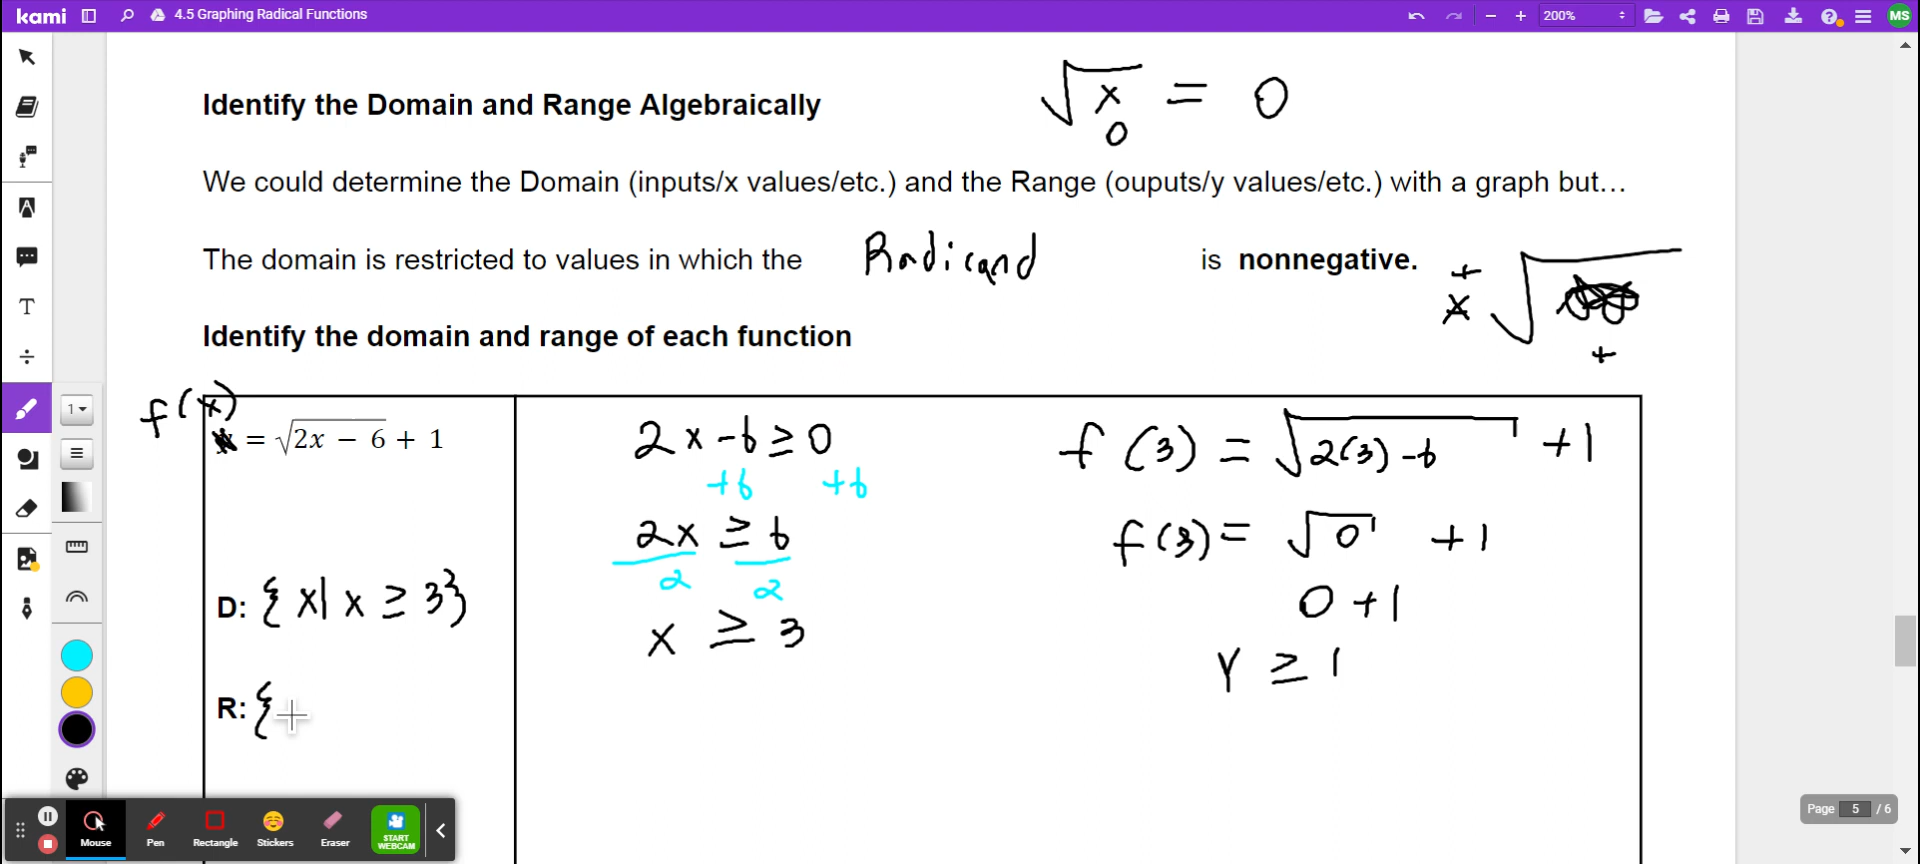 kami 4.5 Graphing Radical Functions 200% MS
√x = 0
0
Identify the Domain and Range Algebraically
We could determine the Domain (inputs/x values/etc.) and the Range (ouputs/y values/etc.) with a graph but…
The domain is restricted to values in which the Radicand is nonnegative.
+
x √
+
Identify the domain and range of each function
f(x)
= √2x − 6 + 1
2x-6 ≥ 0
+6 +6
2x ≥ 6
2 2
x ≥ 3
f(3) = √2(3)-6 +1
f(3) = √0 +1
0 +1
Y ≥ 1
D: { x| x ≥ 3}
R: {
1
T
Page 5 / 6
Mouse Pen Rectangle Stickers Eraser START WEBCAM